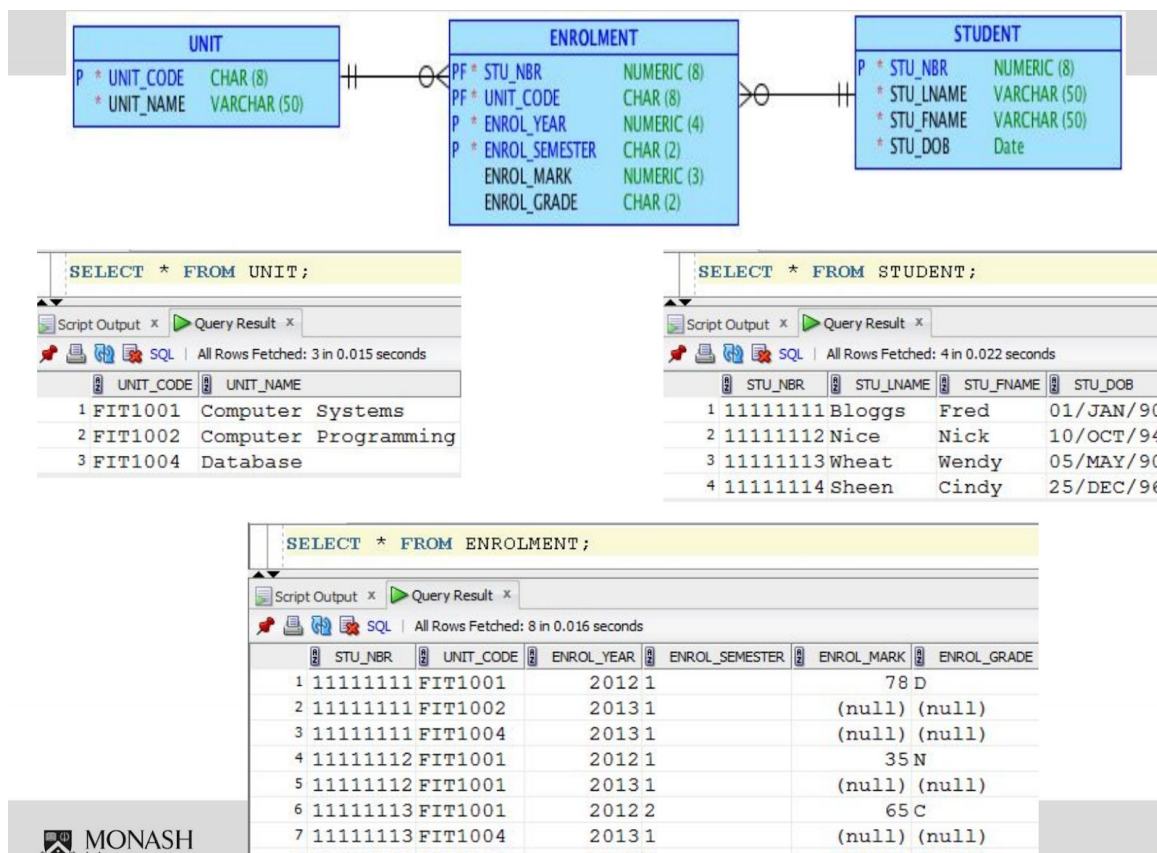 UNIT
P * UNIT_CODE CHAR (8)
* UNIT_NAME VARCHAR (50)
ENROLMENT
PF * STU_NBR NUMERIC (8)
PF * UNIT_CODE CHAR (8)
P * ENROL_YEAR NUMERIC (4)
P * ENROL_SEMESTER CHAR (2)
ENROL_MARK NUMERIC (3)
ENROL_GRADE CHAR (2)
STUDENT
P * STU_NBR NUMERIC (8)
* STU_LNAME VARCHAR (50)
* STU_FNAME VARCHAR (50)
* STU_DOB Date
SELECT * FROM UNIT;
Script Output x Query Result x
SQL | All Rows Fetched: 3 in 0.015 seconds
UNIT_CODE UNIT_NAME
1 FIT1001 Computer Systems
2 FIT1002 Computer Programming
3 FIT1004 Database
SELECT * FROM STUDENT;
Script Output x Query Result x
SQL | All Rows Fetched: 4 in 0.022 seconds
STU_NBR STU_LNAME STU_FNAME STU_DOB
1 11111111 Bloggs Fred 01/JAN/90
2 11111112 Nice Nick 10/OCT/94
3 11111113 Wheat Wendy 05/MAY/90
4 11111114 Sheen Cindy 25/DEC/96
SELECT * FROM ENROLMENT;
Script Output x Query Result x
SQL | All Rows Fetched: 8 in 0.016 seconds
STU_NBR UNIT_CODE ENROL_YEAR ENROL_SEMESTER ENROL_MARK ENROL_GRADE
1 11111111 FIT1001 2012 1 78 D
2 11111111 FIT1002 2013 1 (null) (null)
3 11111111 FIT1004 2013 1 (null) (null)
4 11111112 FIT1001 2012 1 35 N
5 11111112 FIT1001 2013 1 (null) (null)
6 11111113 FIT1001 2012 2 65 C
7 11111113 FIT1004 2013 1 (null) (null)
MONASH